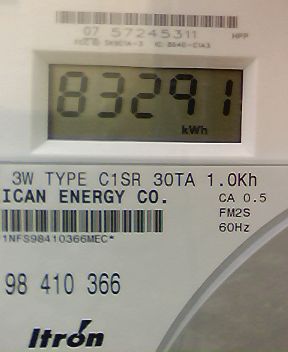 07 57245311 HPP
83291
kWh
3W TYPE C1SR 30TA 1.0Kh
ICAN ENERGY CO. CA 0.5
FM2S
60Hz
1NFS98410366MEC*
98 410 366
Itron